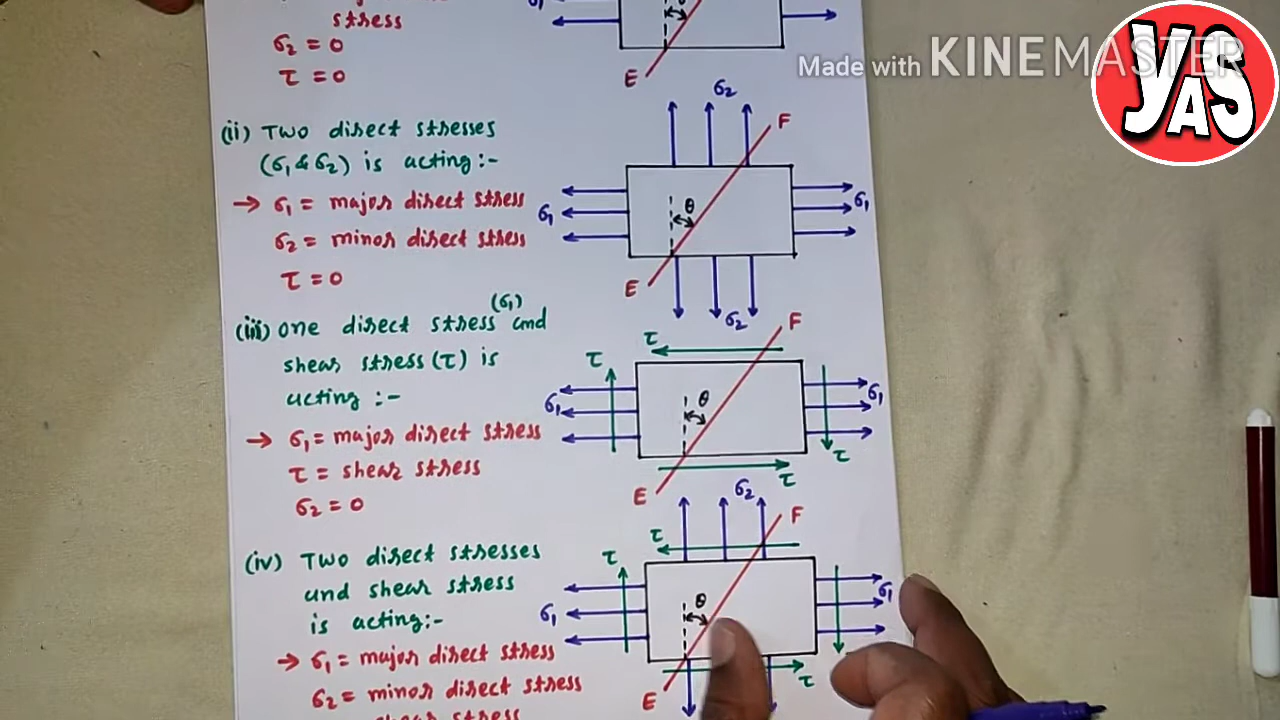 stress
σ2 = 0
τ = 0
E
σ1
θ
Made with KINEMASTER
YAS
(ii) Two direct stresses
(σ1 & σ2) is acting :-
→ σ1 = major direct stress
σ2 = minor direct stress
τ = 0
σ2
F
σ1
θ
σ1
E
σ2
(iii) one direct stress (σ1) and
shear stress (τ) is
acting :-
→ σ1 = major direct stress
τ = shear stress
σ2 = 0
τ
F
τ
σ1
θ
σ1
τ
E
τ
(iv) Two direct stresses
and shear stress
is acting :-
→ σ1 = major direct stress
σ2 = minor direct stress
shear stress
σ2
F
τ
τ
σ1
θ
σ1
E
τ